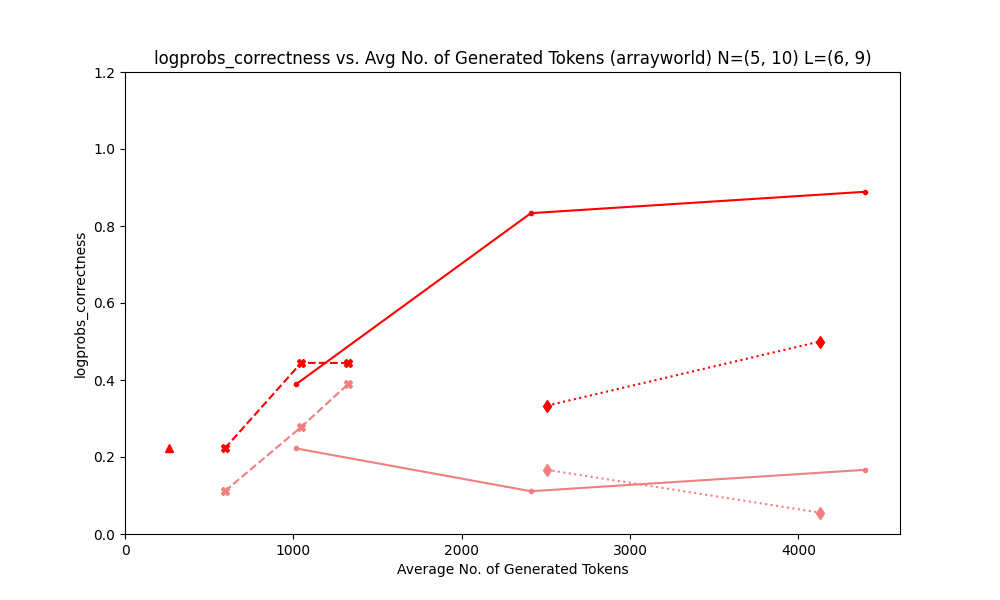 logprobs_correctness vs. Avg No. of Generated Tokens (arrayworld) N=(5, 10) L=(6, 9)
1.2
1.0
0.8
0.6
0.4
0.2
0.0
logprobs_correctness
0 1000 2000 3000 4000
Average No. of Generated Tokens